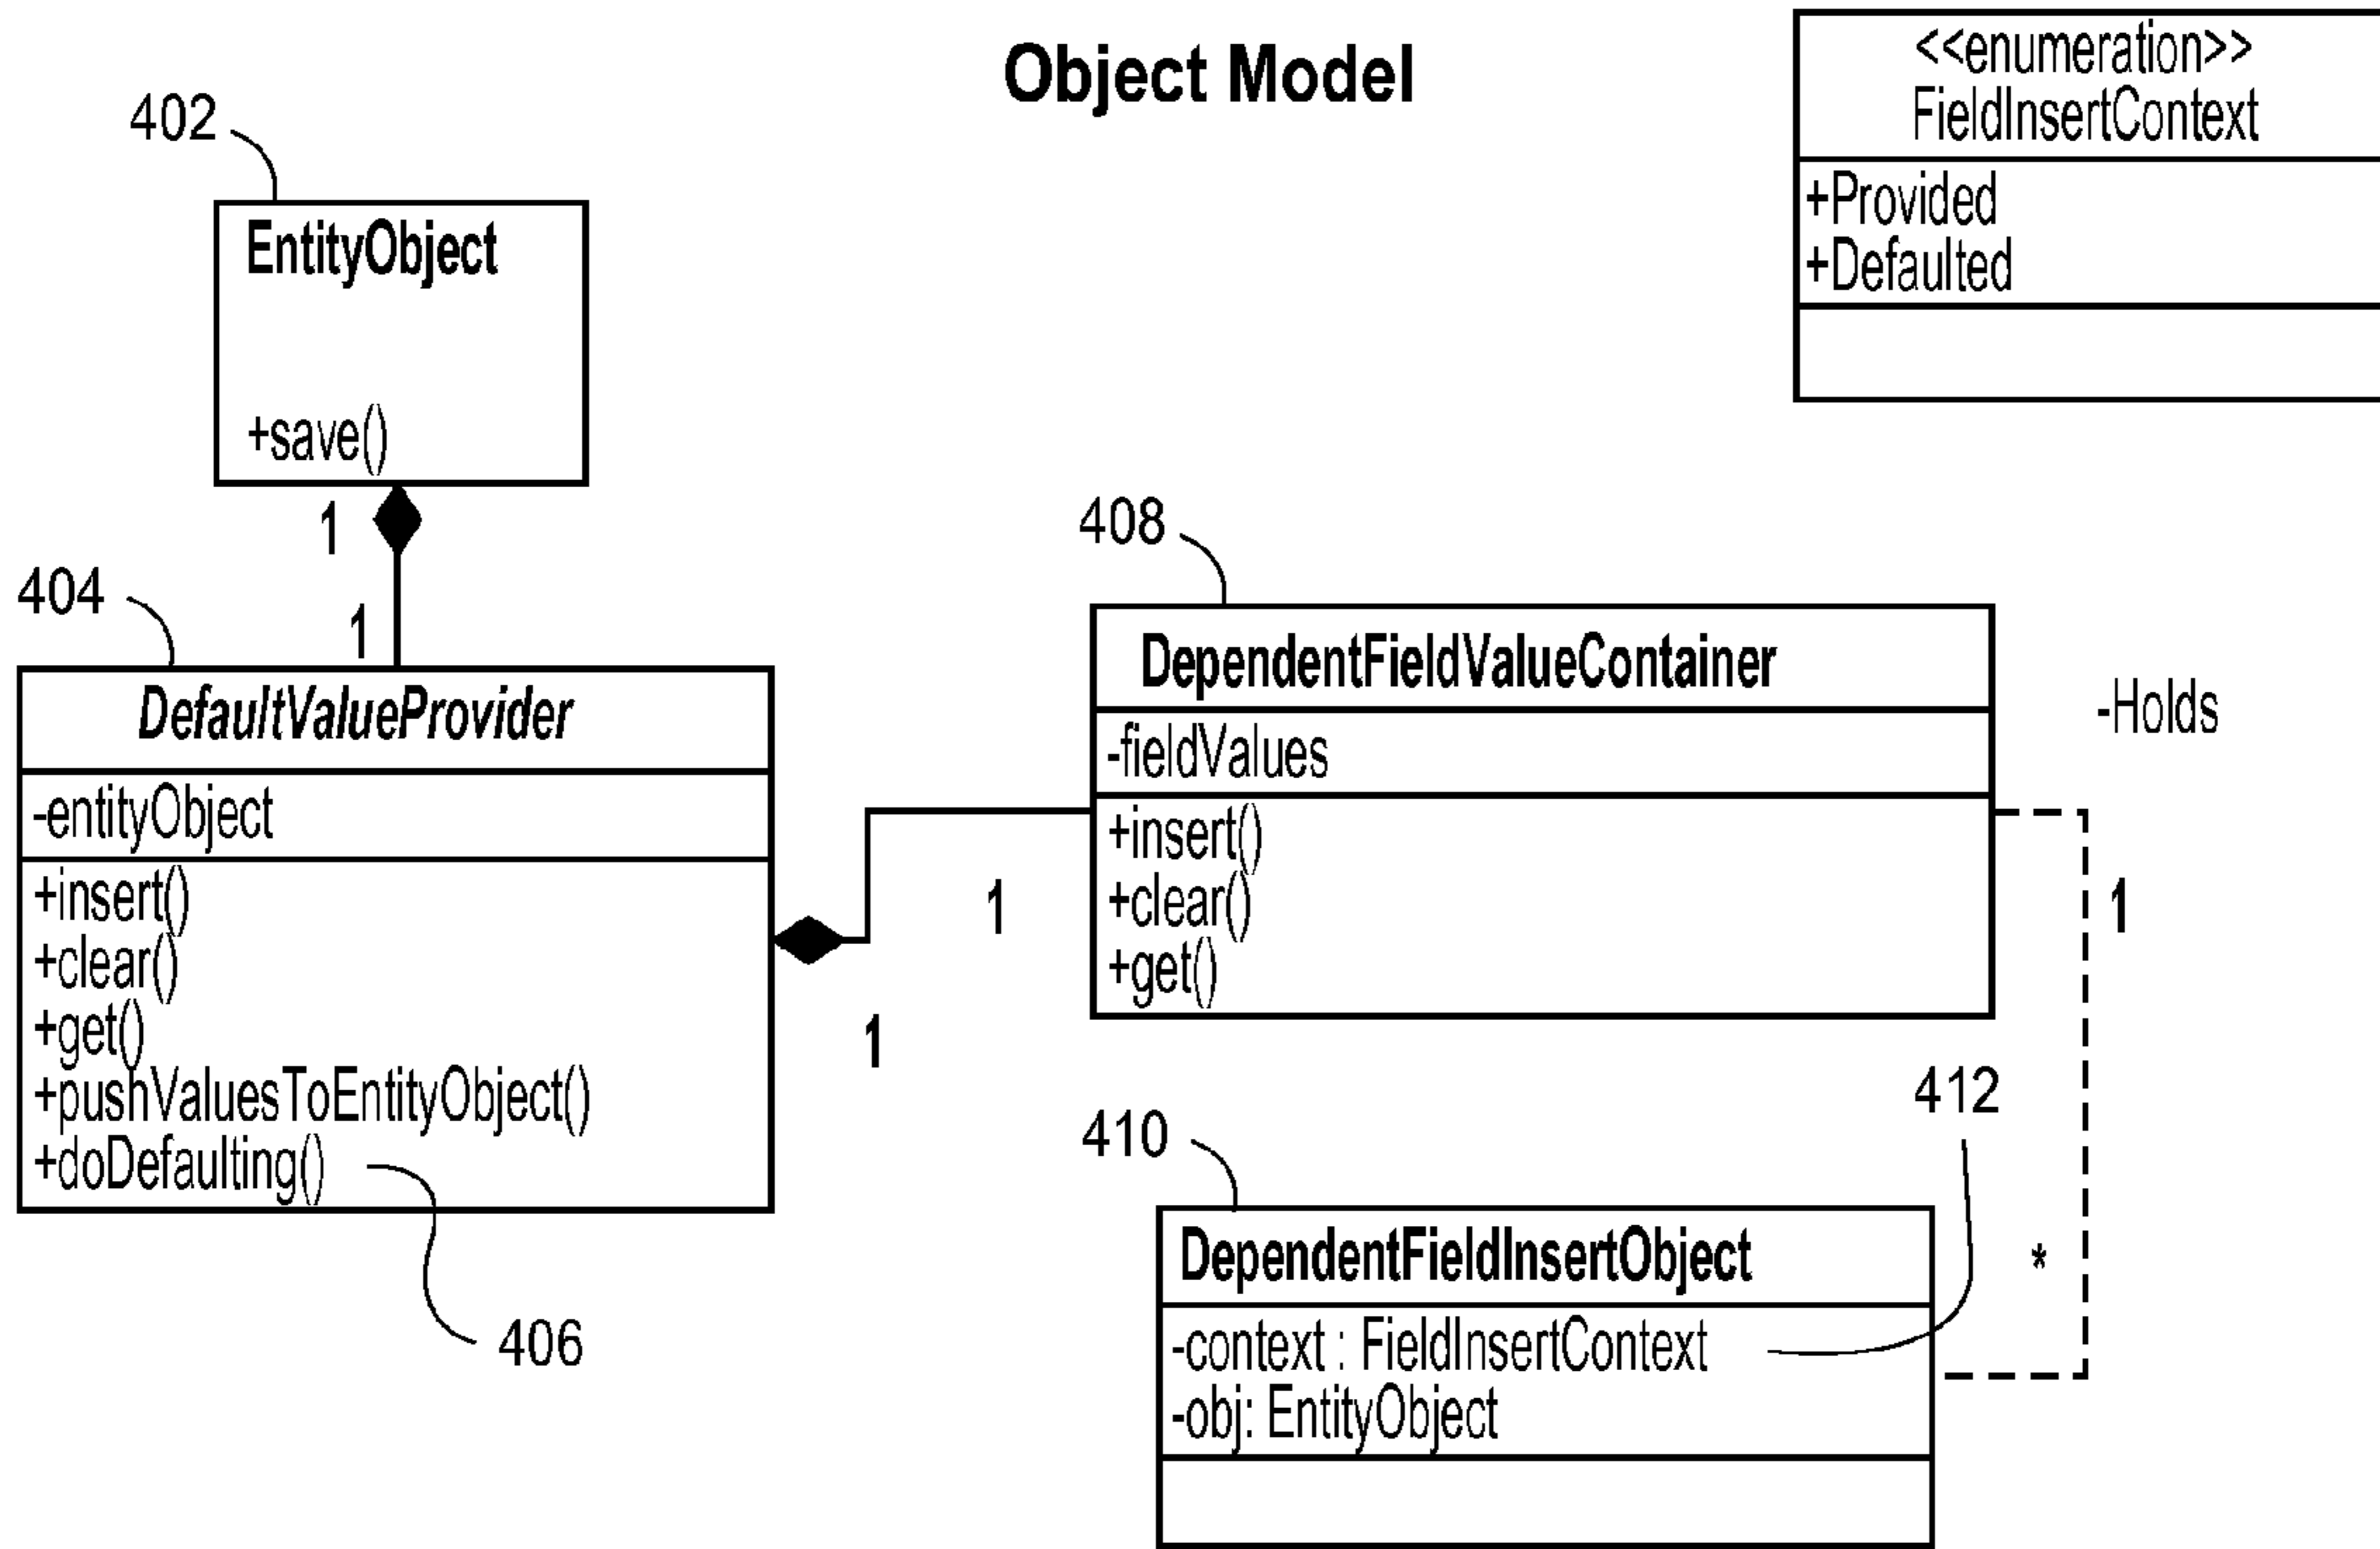 Object Model
<<enumeration>>
FieldInsertContext
+Provided
+Defaulted
402
EntityObject
+save()
1
1
404
DefaultValueProvider
-entityObject
+insert()
+clear()
+get()
+pushValuesToEntityObject()
+doDefaulting()
406
1
1
408
DependentFieldValueContainer
-fieldValues
+insert()
+clear()
+get()
-Holds
1
*
410
412
DependentFieldInsertObject
-context : FieldInsertContext
-obj: EntityObject